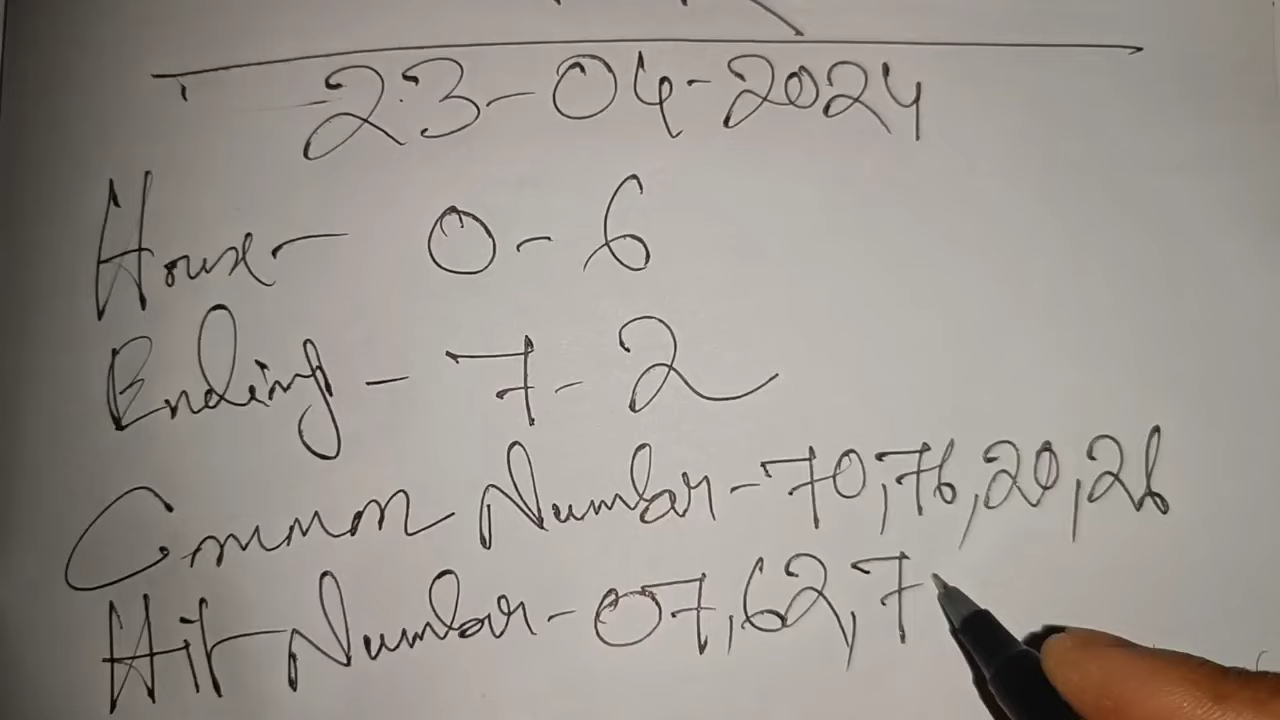 23-04-2024
House- 0-6
Ending- 7-2
Common Number-70,76,20,26
Hit Number-07,62,7